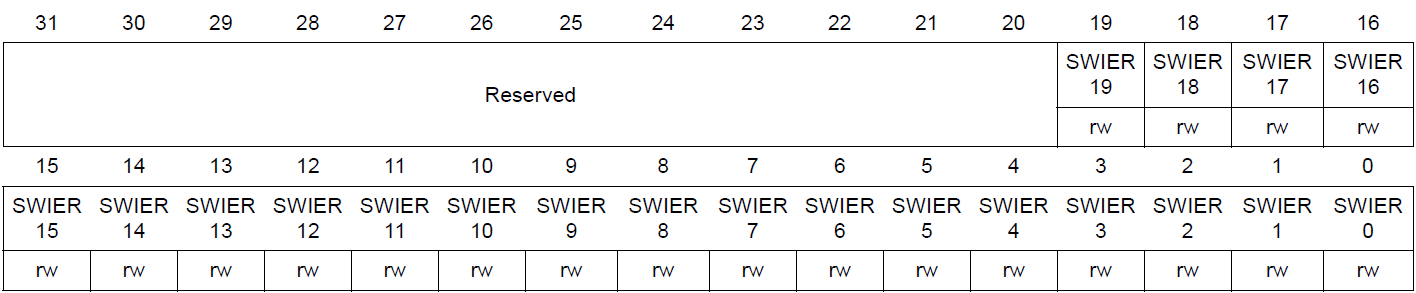 31 30 29 28 27 26 25 24 23 22 21 20 19 18 17 16
Reserved SWIER 19 SWIER 18 SWIER 17 SWIER 16
rw rw rw rw
15 14 13 12 11 10 9 8 7 6 5 4 3 2 1 0
SWIER 15 SWIER 14 SWIER 13 SWIER 12 SWIER 11 SWIER 10 SWIER 9 SWIER 8 SWIER 7 SWIER 6 SWIER 5 SWIER 4 SWIER 3 SWIER 2 SWIER 1 SWIER 0
rw rw rw rw rw rw rw rw rw rw rw rw rw rw rw rw